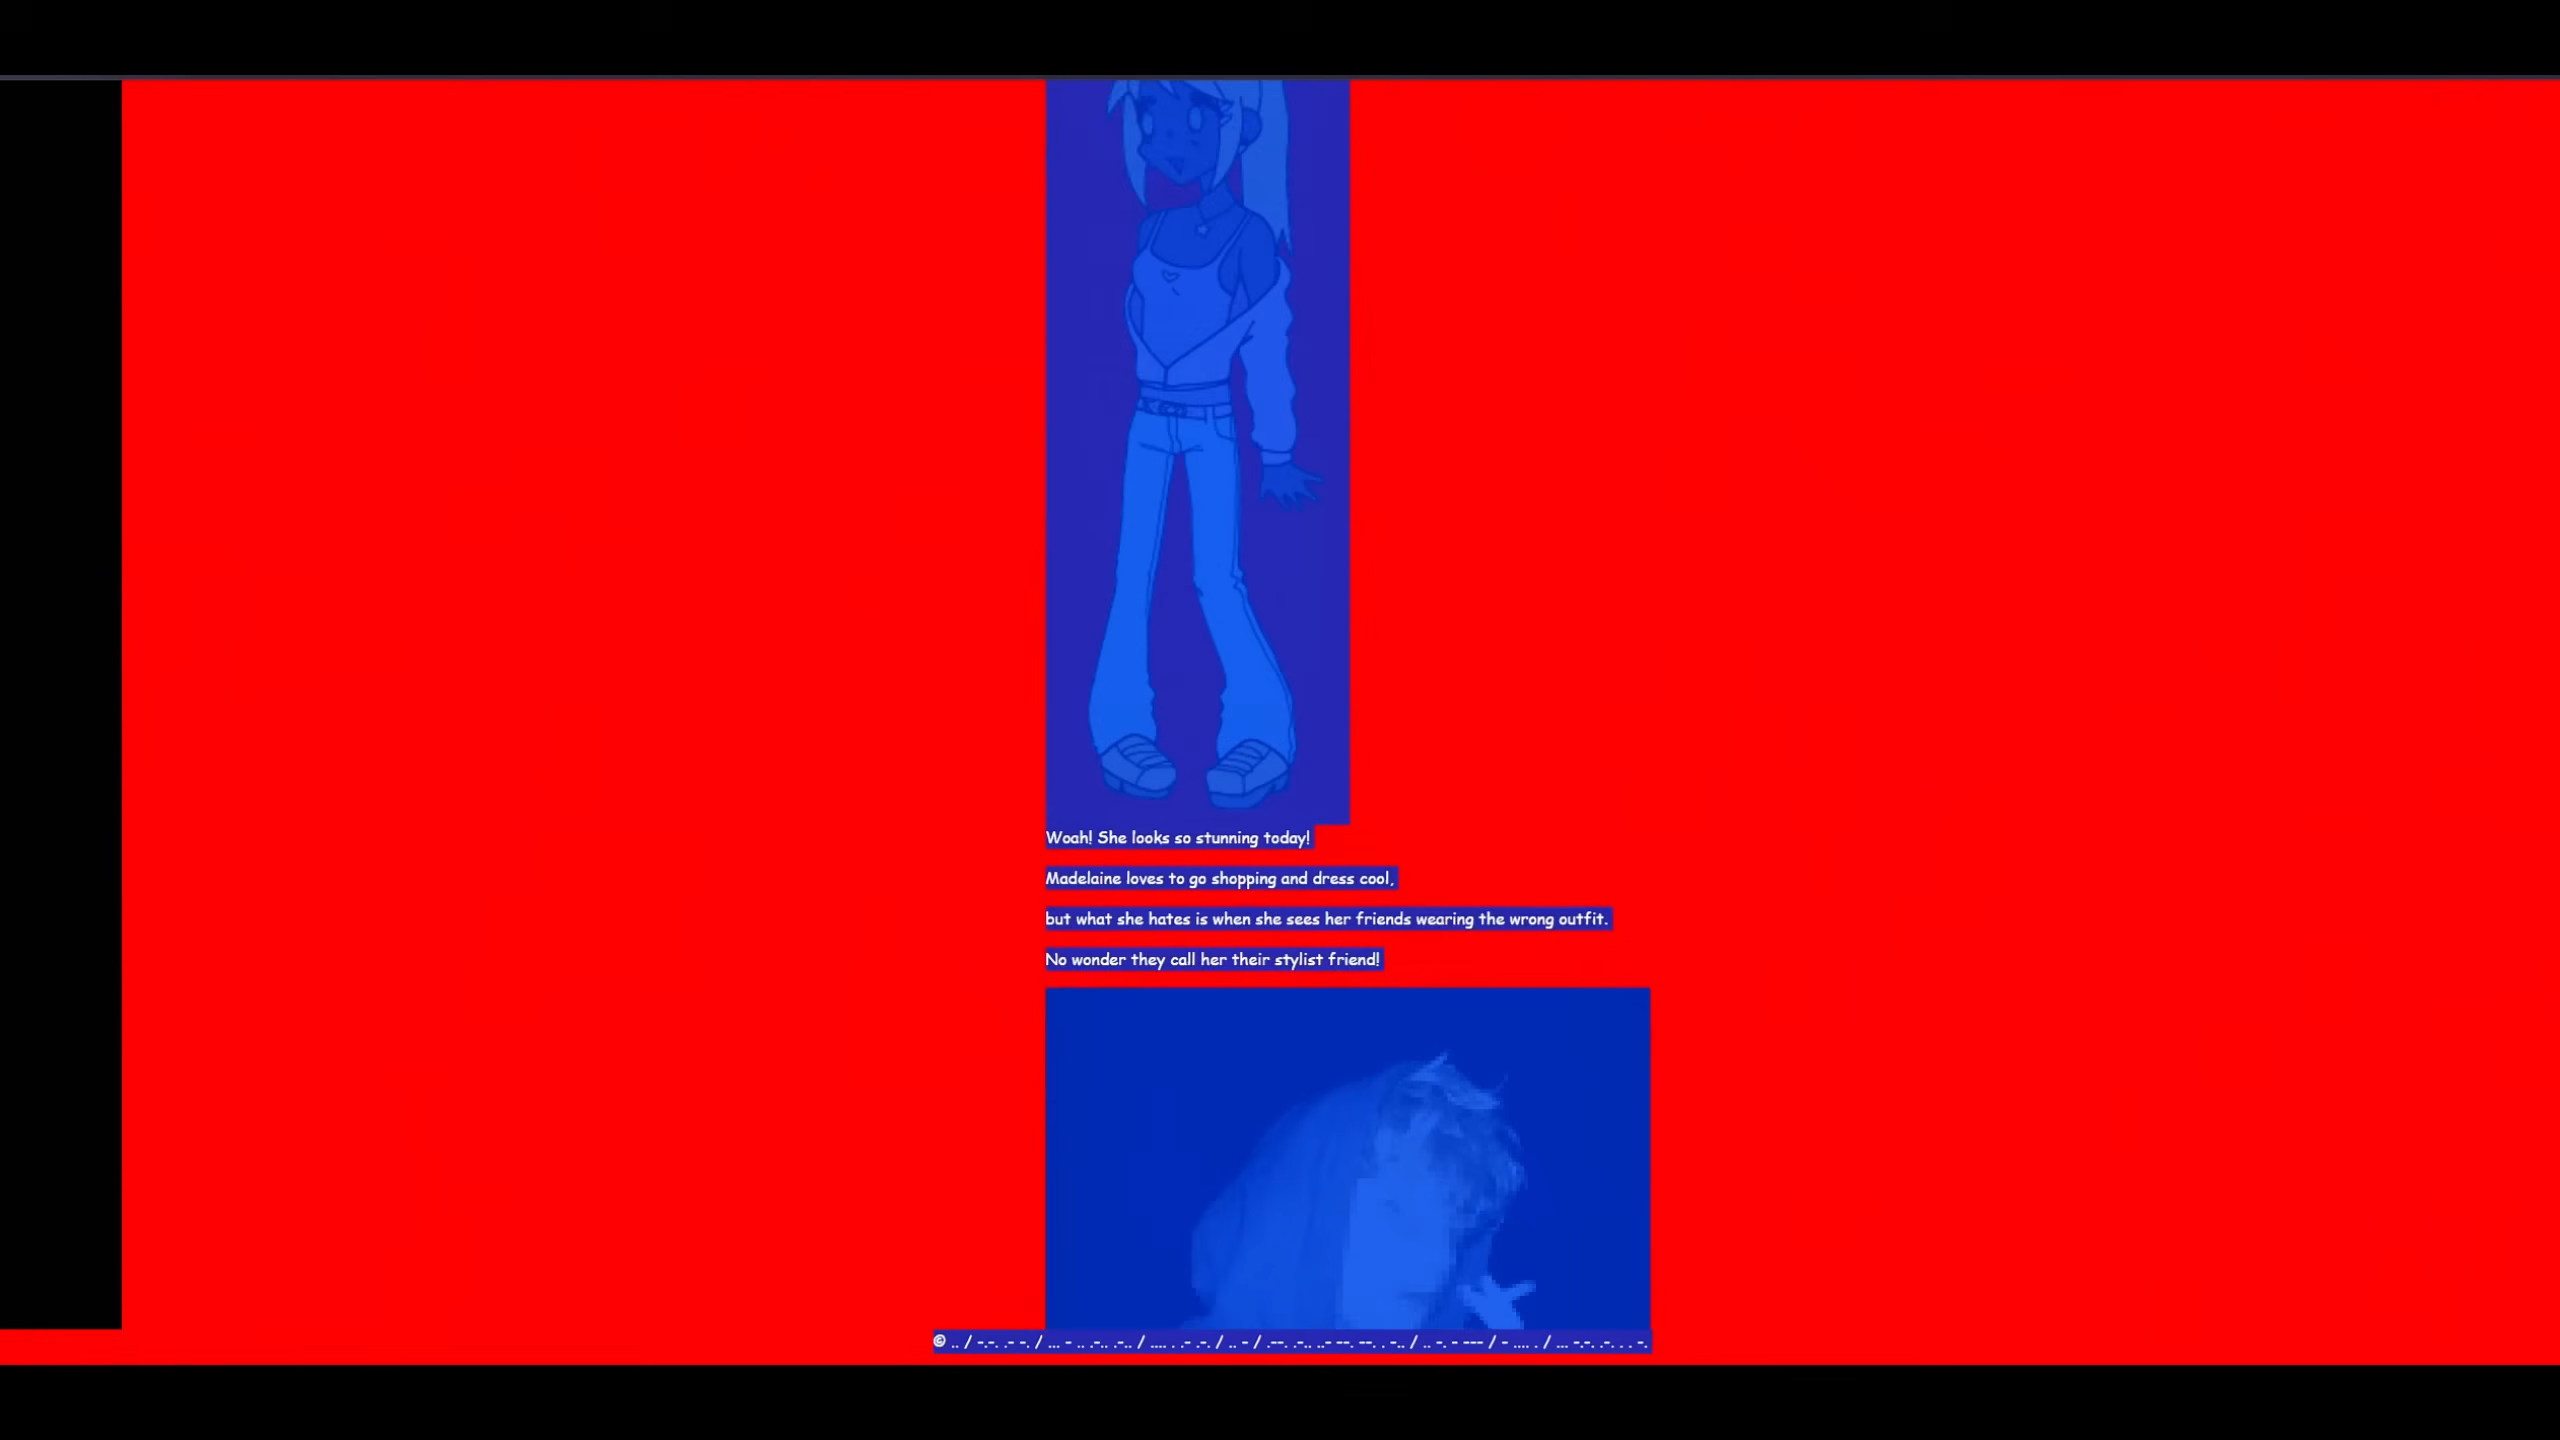 Woah! She looks so stunning today!
Madelaine loves to go shopping and dress cool,
but what she hates is when she sees her friends wearing the wrong outfit.
No wonder they call her their stylist friend!
© .. / -.-. .- -. / ... - .. .-.. .-.. / .... . .- .-. / .. - / .--. .-.. ..- --. --. . -.. / .. -. - --- / - .... . / ... -.-. .-. . . -.